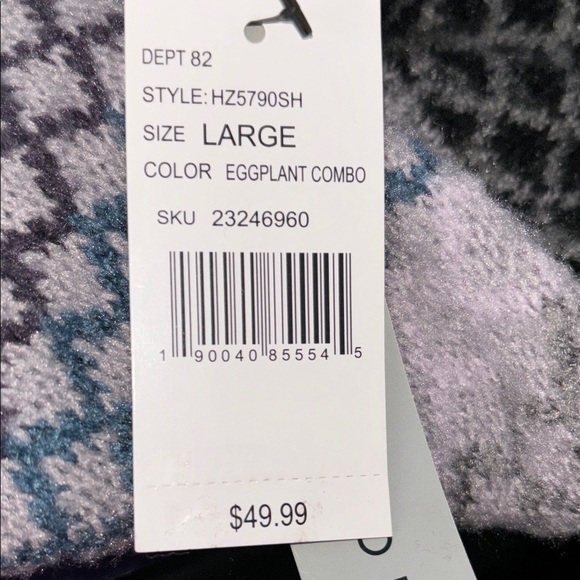 DEPT 82
STYLE: HZ5790SH
SIZE LARGE
COLOR EGGPLANT COMBO
SKU 23246960
1 90040 85554 5
$49.99